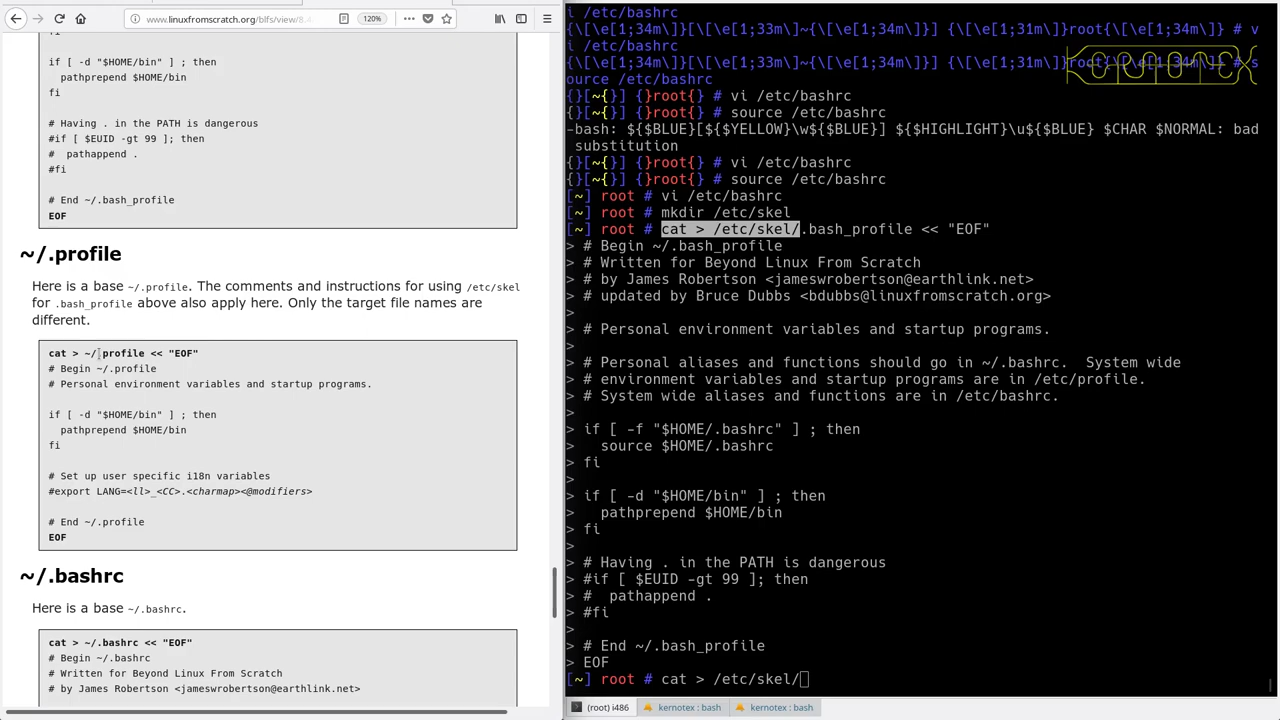 www.linuxfromscratch.org/blfs/view/8.4
120%
fi
if [ -d "$HOME/bin" ] ; then
pathprepend $HOME/bin
fi
# Having . in the PATH is dangerous
#if [ $EUID -gt 99 ]; then
#  pathappend .
#fi
# End ~/.bash_profile
EOF
~/.profile
Here is a base ~/.profile. The comments and instructions for using /etc/skel
for .bash_profile above also apply here. Only the target file names are
different.
cat > ~/.profile << "EOF"
# Begin ~/.profile
# Personal environment variables and startup programs.
if [ -d "$HOME/bin" ] ; then
pathprepend $HOME/bin
fi
# Set up user specific i18n variables
#export LANG=<ll>_<CC>.<charmap><@modifiers>
# End ~/.profile
EOF
~/.bashrc
Here is a base ~/.bashrc.
cat > ~/.bashrc << "EOF"
# Begin ~/.bashrc
# Written for Beyond Linux From Scratch
# by James Robertson <jameswrobertson@earthlink.net>
i /etc/bashrc
{\[\e[1;34m\]}[\[\e[1;33m\]~{\[\e[1;34m\]}] {\[\e[1;31m\]}root{\[\e[1;34m\]} # v
i /etc/bashrc
{\[\e[1;34m\]}[\[\e[1;33m\]~{\[\e[1;34m\]}] {\[\e[1;31m\]}root{\[\e[1;34m\]} # s
ource /etc/bashrc
{}[~{}] {}root{} # vi /etc/bashrc
{}[~{}] {}root{} # source /etc/bashrc
-bash: ${$BLUE}[${$YELLOW}\w${$BLUE}] ${$HIGHLIGHT}\u${$BLUE} $CHAR $NORMAL: bad
substitution
{}[~{}] {}root{} # vi /etc/bashrc
{}[~{}] {}root{} # source /etc/bashrc
[~] root # vi /etc/bashrc
[~] root # mkdir /etc/skel
[~] root # cat > /etc/skel/.bash_profile << "EOF"
> # Begin ~/.bash_profile
> # Written for Beyond Linux From Scratch
> # by James Robertson <jameswrobertson@earthlink.net>
> # updated by Bruce Dubbs <bdubbs@linuxfromscratch.org>
>
> # Personal environment variables and startup programs.
>
> # Personal aliases and functions should go in ~/.bashrc.  System wide
> # environment variables and startup programs are in /etc/profile.
> # System wide aliases and functions are in /etc/bashrc.
>
> if [ -f "$HOME/.bashrc" ] ; then
>   source $HOME/.bashrc
> fi
>
> if [ -d "$HOME/bin" ] ; then
>   pathprepend $HOME/bin
> fi
>
> # Having . in the PATH is dangerous
> #if [ $EUID -gt 99 ]; then
> #  pathappend .
> #fi
>
> # End ~/.bash_profile
> EOF
[~] root # cat > /etc/skel/
(root) i486
kernotex : bash
kernotex : bash